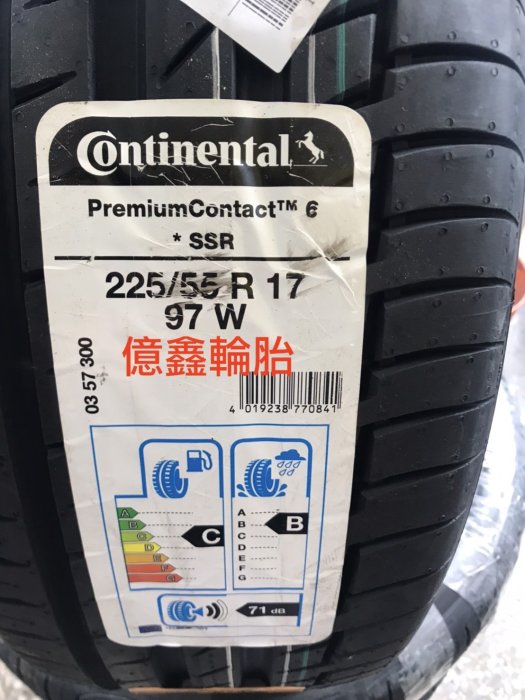 Continental
PremiumContact™ 6
* SSR
225/55 R 17
97 W
億鑫輪胎
03 57 300
4 019238 770841
A
B
C
D
E
F
G
C
A
B
C
D
E
F
G
B
71 dB